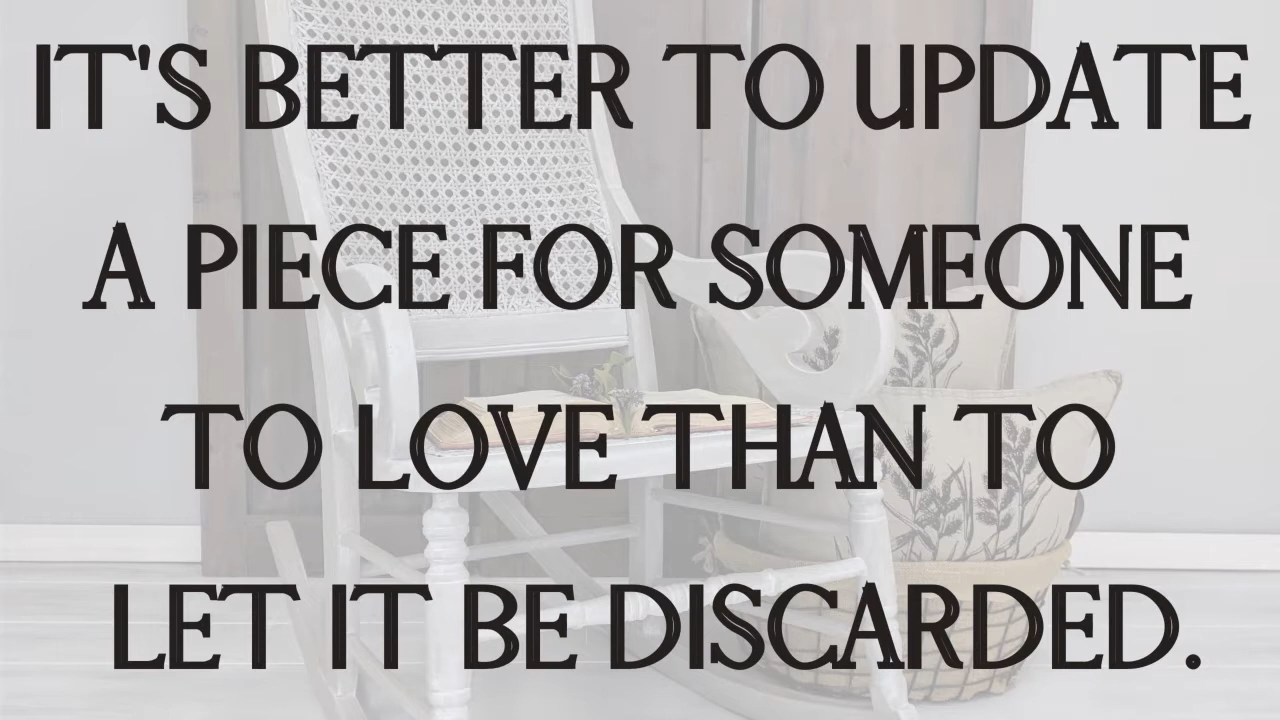 IT'S BETTER TO UPDATE
A PIECE FOR SOMEONE
TO LOVE THAN TO
LET IT BE DISCARDED.